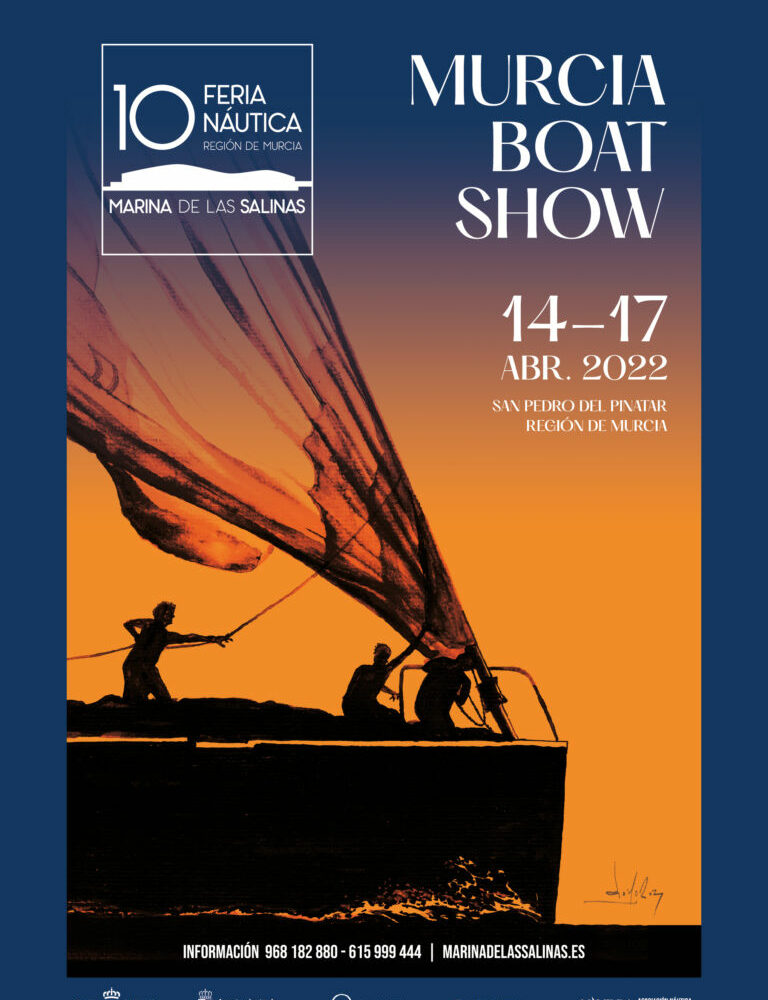 10 FERIA
NÁUTICA
REGIÓN DE MURCIA
MARINA DE LAS SALINAS
MURCIA
BOAT
SHOW
14–17
ABR. 2022
SAN PEDRO DEL PINATAR
REGIÓN DE MURCIA
INFORMACIÓN 968 182 880 - 615 999 444 | MARINADELASSALINAS.ES